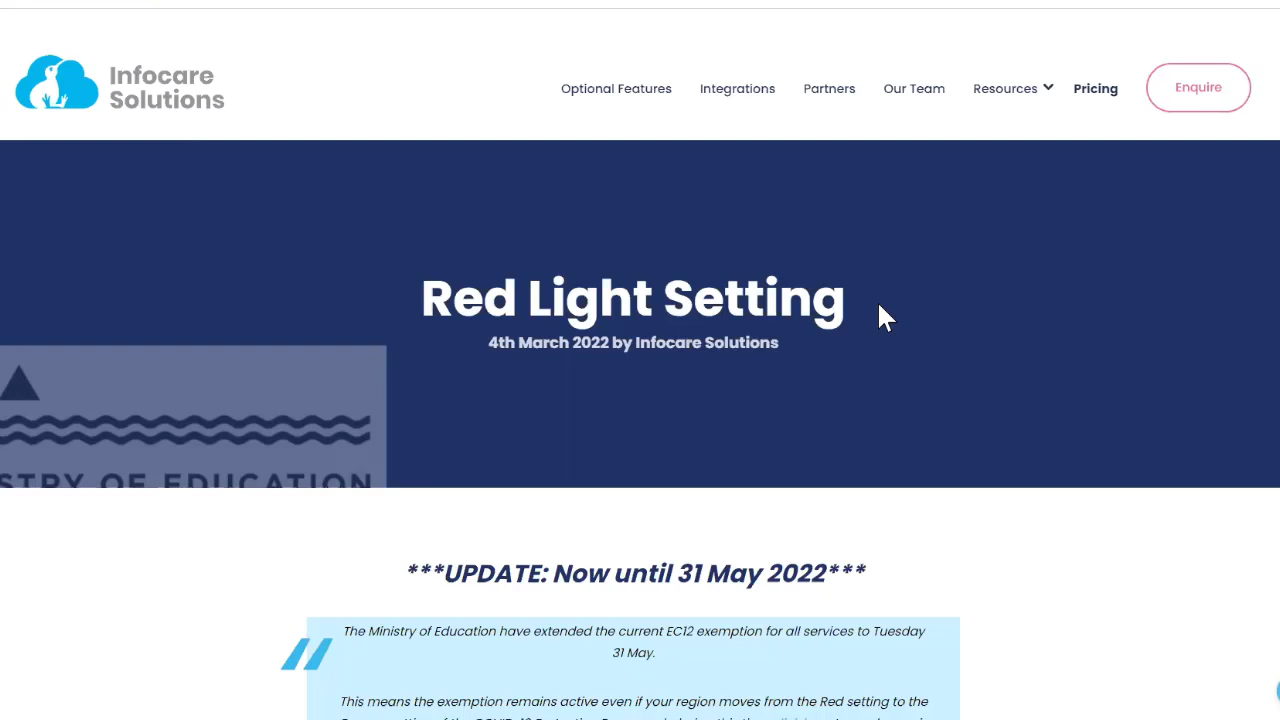 Infocare
Solutions
Optional Features
Integrations
Partners
Our Team
Resources
Pricing
Enquire
Red Light Setting
4th March 2022 by Infocare Solutions
STRY OF EDUCATION
***UPDATE: Now until 31 May 2022***
The Ministry of Education have extended the current EC12 exemption for all services to Tuesday
31 May.
This means the exemption remains active even if your region moves from the Red setting to the